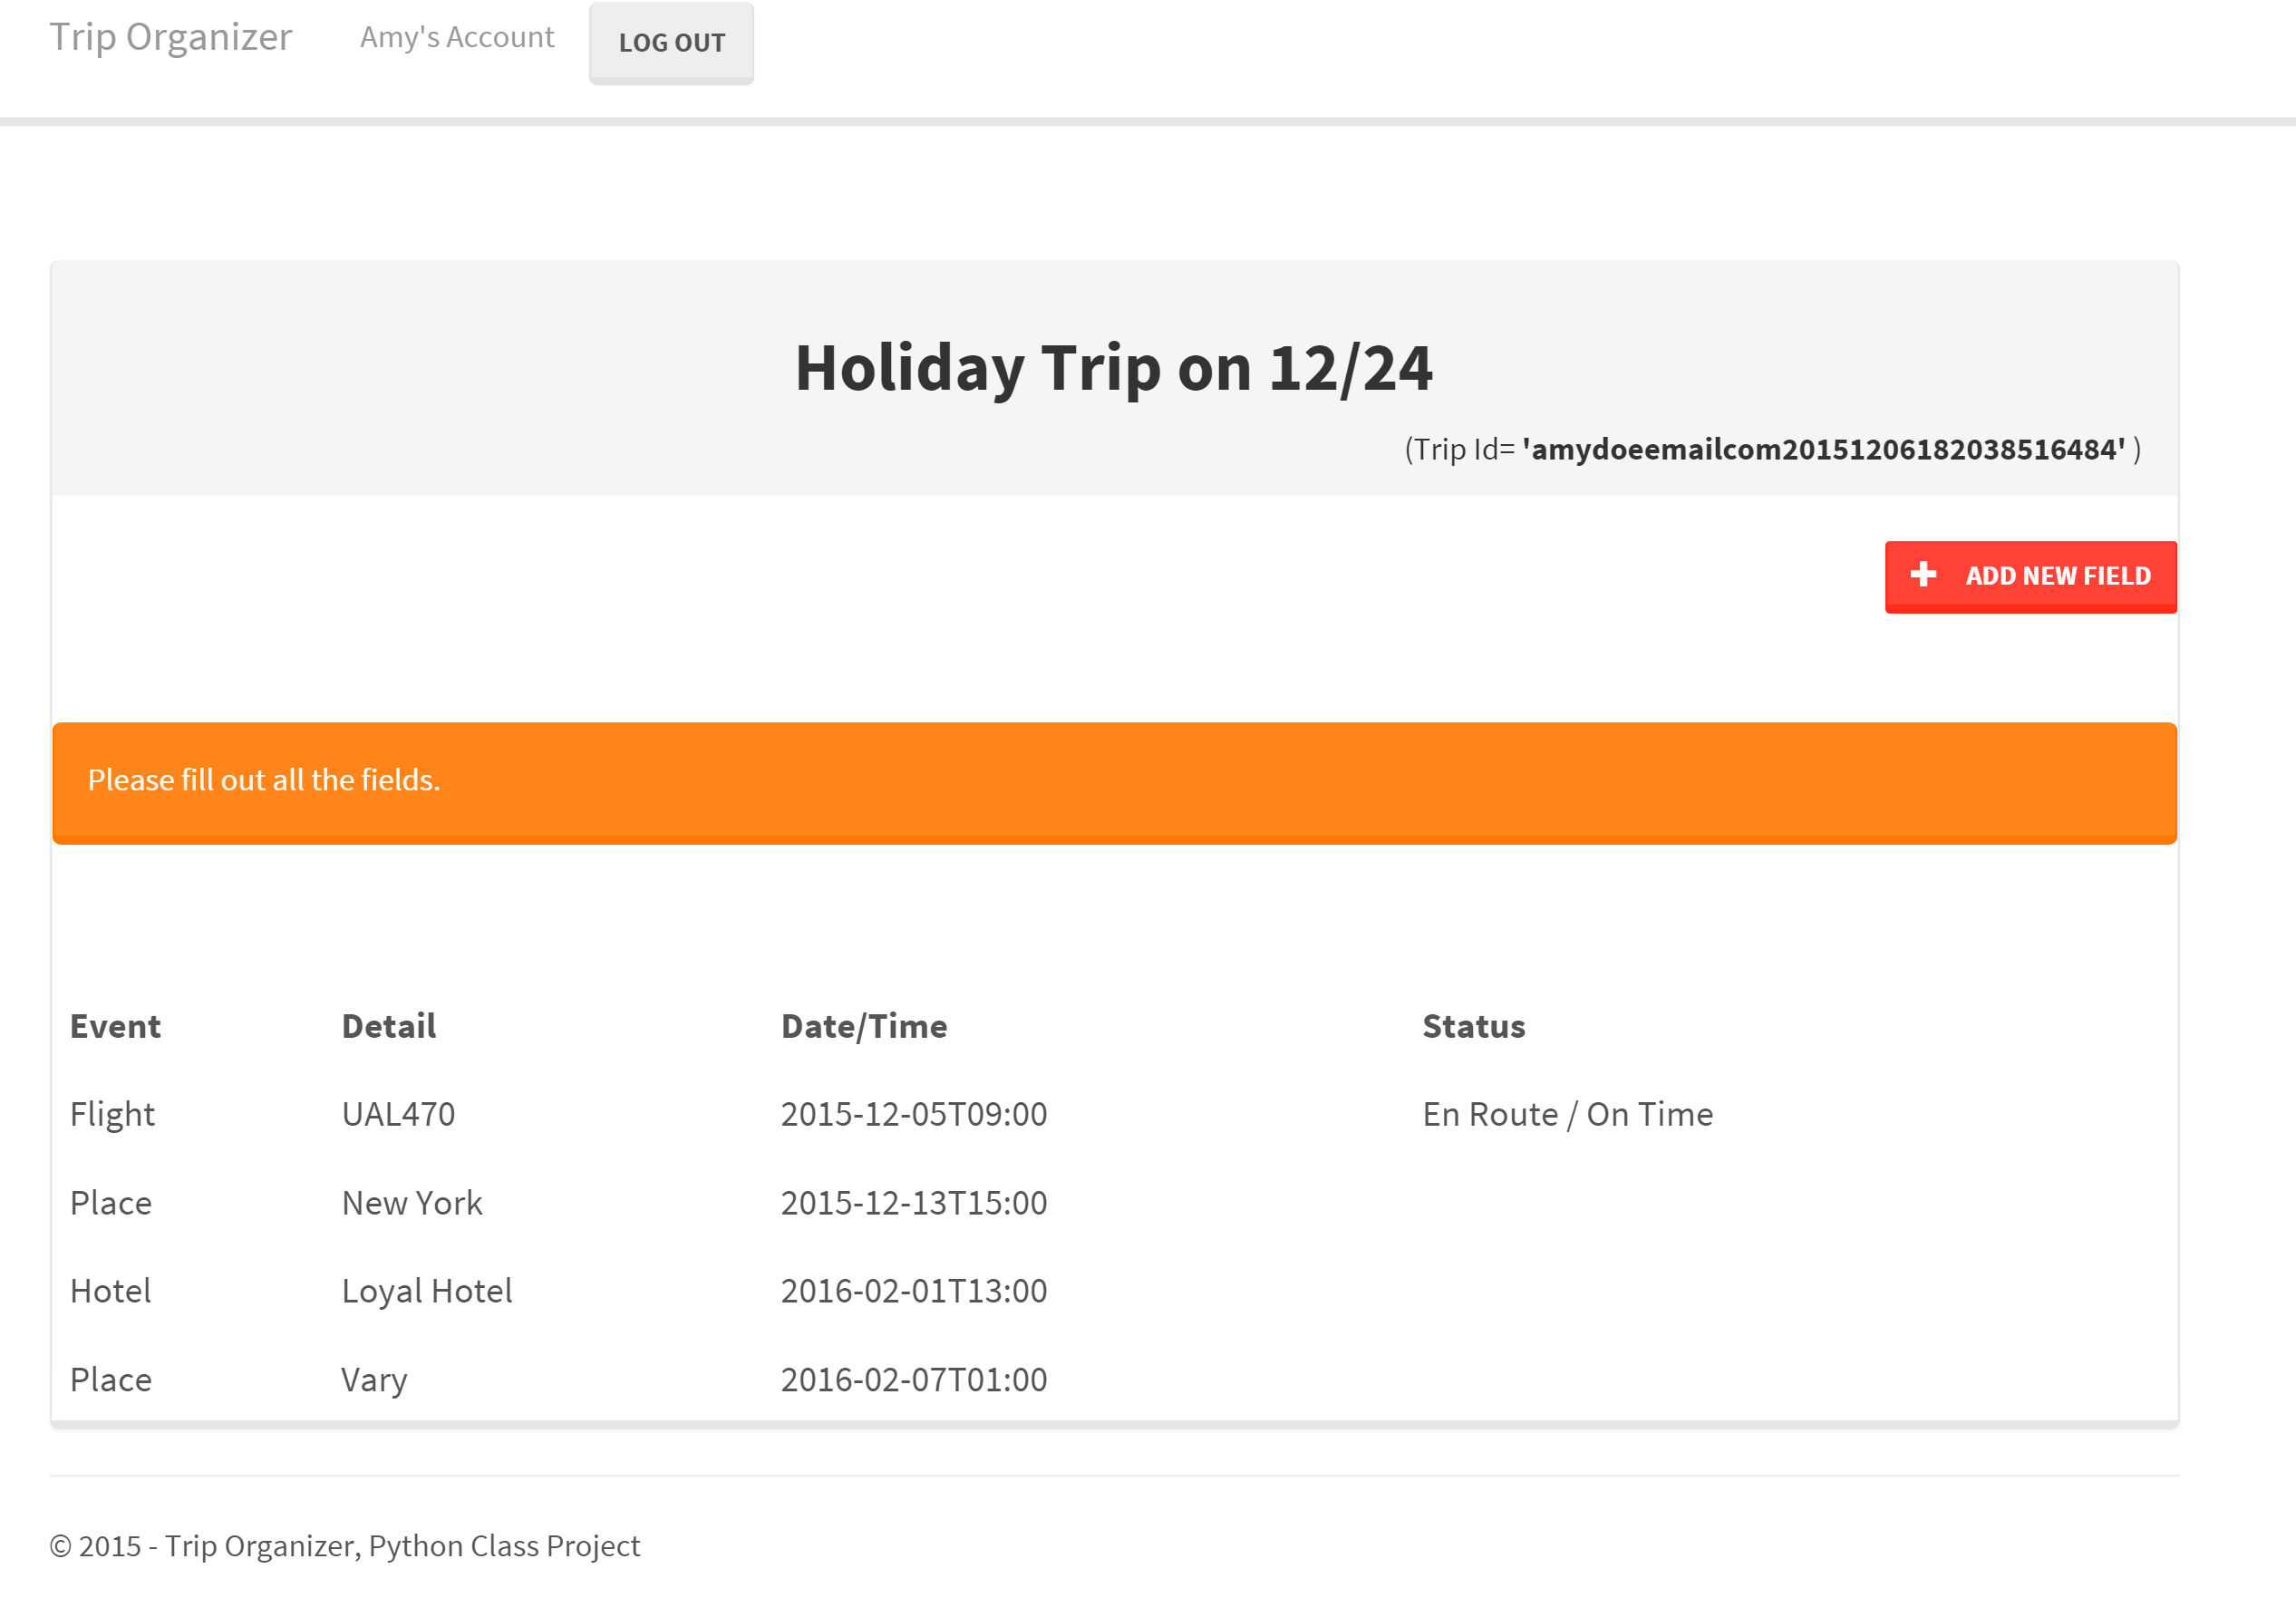 Trip Organizer Amy's Account LOG OUT
Holiday Trip on 12/24
(Trip Id= 'amydoeemailcom20151206182038516484' )
ADD NEW FIELD
Please fill out all the fields.
Event Detail Date/Time Status
Flight UAL470 2015-12-05T09:00 En Route / On Time
Place New York 2015-12-13T15:00
Hotel Loyal Hotel 2016-02-01T13:00
Place Vary 2016-02-07T01:00
© 2015 - Trip Organizer, Python Class Project